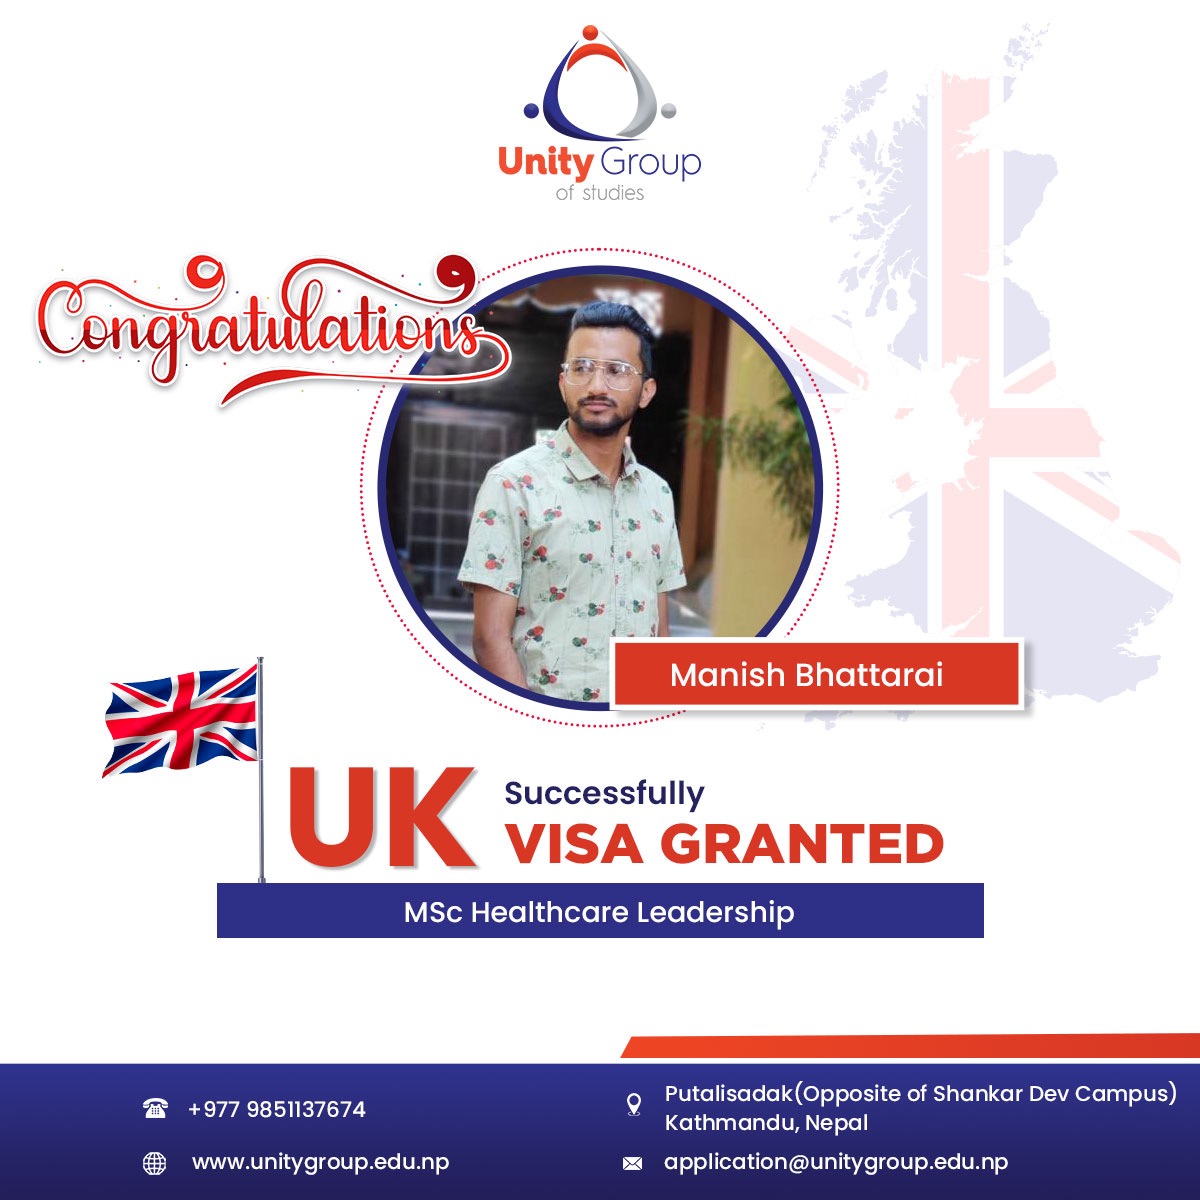 Unity Group
of studies
Congratulations
Manish Bhattarai
UK
Successfully
VISA GRANTED
MSc Healthcare Leadership
+977 9851137674
www.unitygroup.edu.np
Putalisadak(Opposite of Shankar Dev Campus)
Kathmandu, Nepal
application@unitygroup.edu.np